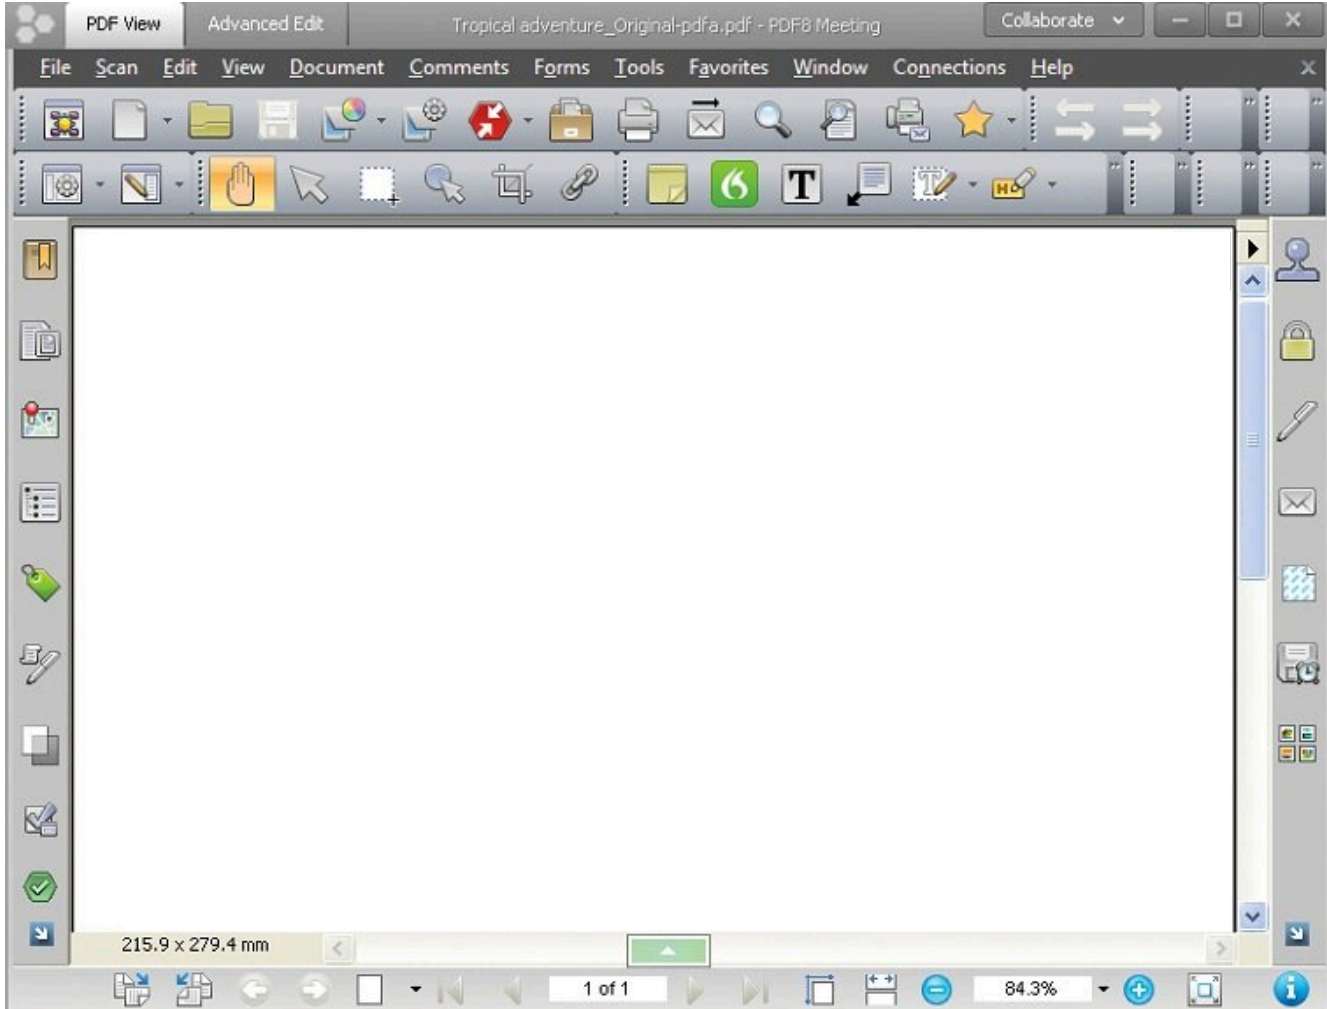 PDF View Advanced Edit Tropical adventure_Original-pdfa.pdf - PDF8 Meeting Collaborate
File Scan Edit View Document Comments Forms Tools Favorites Window Connections Help
T T
215.9 x 279.4 mm
1 of 1 84.3%